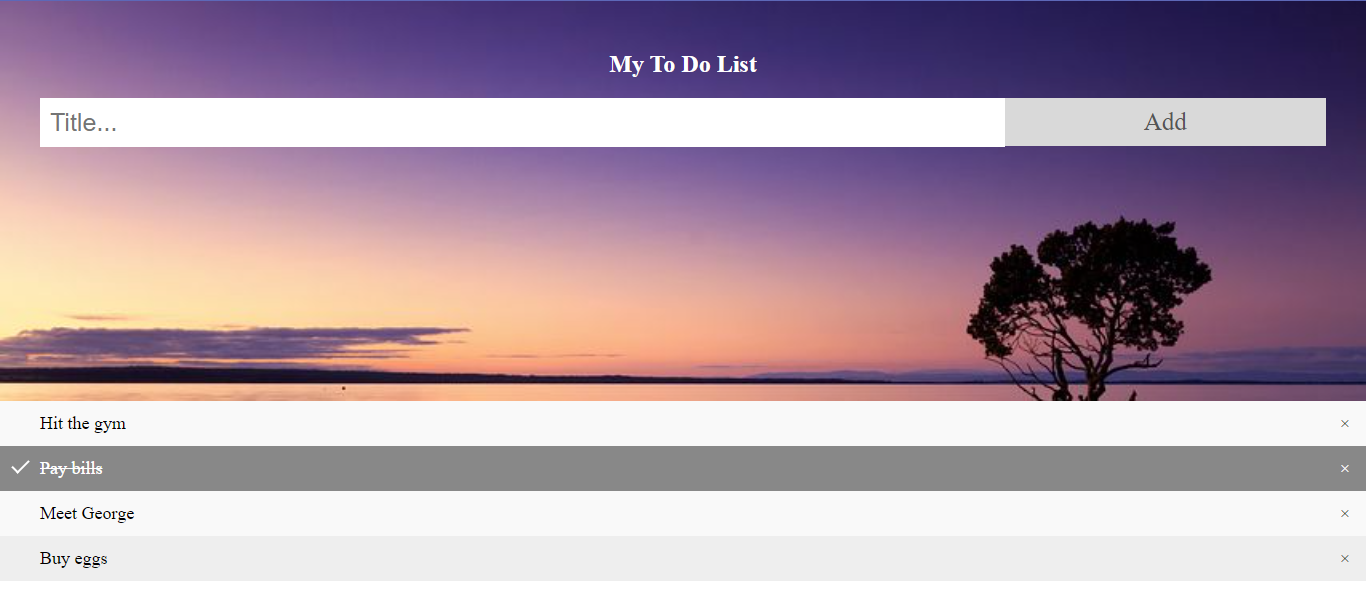 My To Do List
Title...
Add
Hit the gym ×
Pay bills ×
Meet George ×
Buy eggs ×